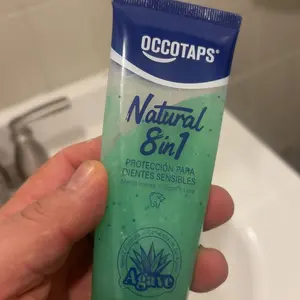 OCCOTAPS®
Natural
8in1
PROTECCIÓN PARA
DIENTES SENSIBLES
Agave